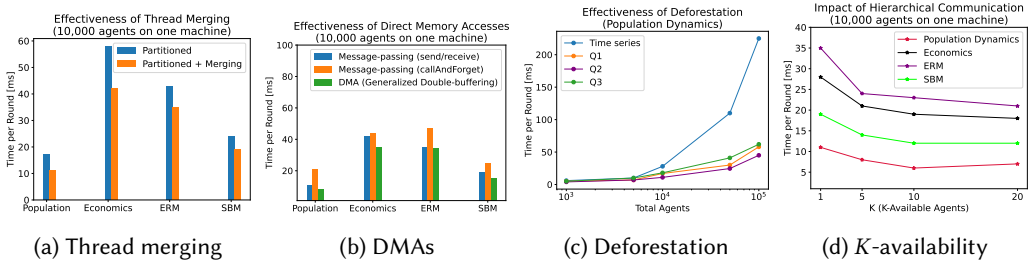 Effectiveness of Thread Merging
(10,000 agents on one machine)
Time per Round [ms]
60
50
40
30
20
10
0
Partitioned
Partitioned + Merging
Population
Economics
ERM
SBM
(a) Thread merging
Effectiveness of Direct Memory Accesses
(10,000 agents on one machine)
Time per Round [ms]
100
80
60
40
20
0
Message-passing (send/receive)
Message-passing (callAndForget)
DMA (Generalized Double-buffering)
Population
Economics
ERM
SBM
(b) DMAs
Effectiveness of Deforestation
(Population Dynamics)
Time per Round [ms]
200
150
100
50
0
Time series
Q1
Q2
Q3
10³
10⁴
10⁵
Total Agents
(c) Deforestation
Impact of Hierarchical Communication
(10,000 agents on one machine)
Time per Round [ms]
40
35
30
25
20
15
10
5
Population Dynamics
Economics
ERM
SBM
1
5
10
20
K (K-Available Agents)
(d) K-availability